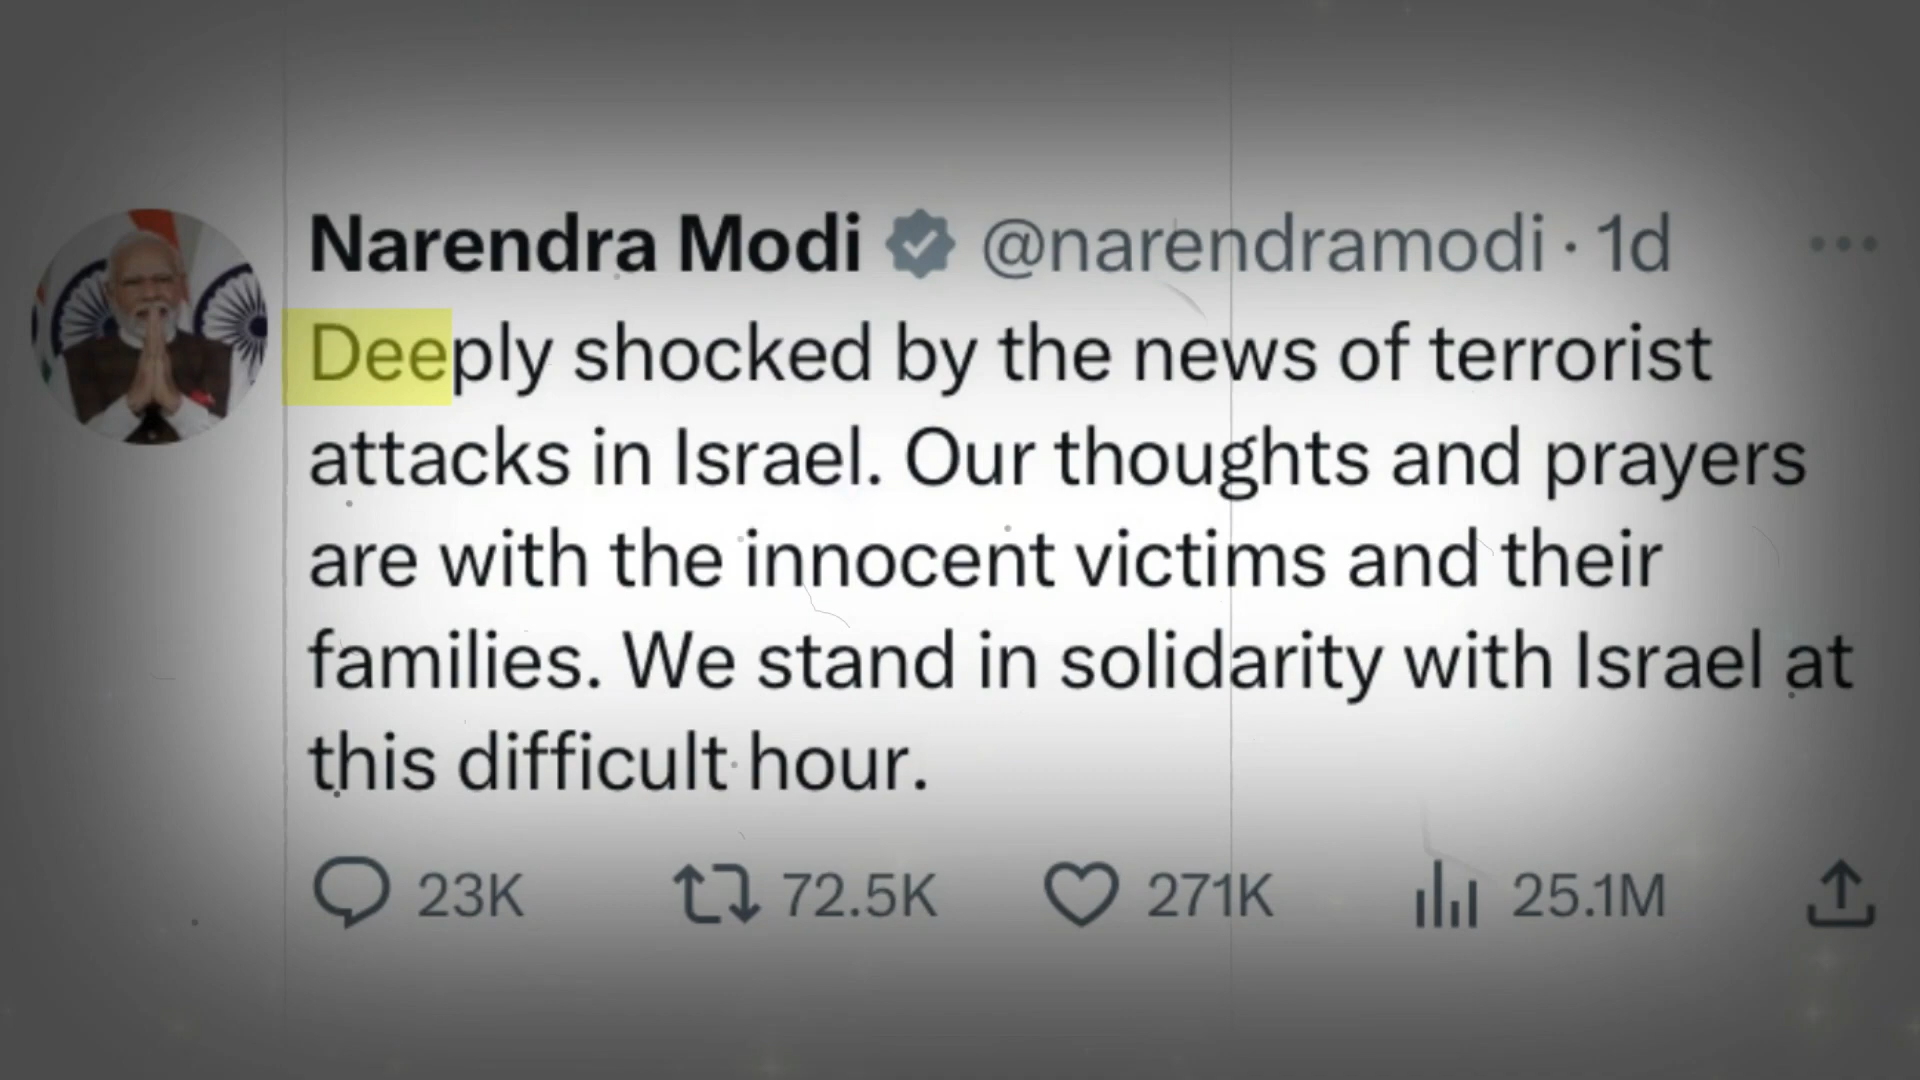 Narendra Modi @narendramodi · 1d
Deeply shocked by the news of terrorist
attacks in Israel. Our thoughts and prayers
are with the innocent victims and their
families. We stand in solidarity with Israel at
this difficult hour.
23K 72.5K 271K 25.1M